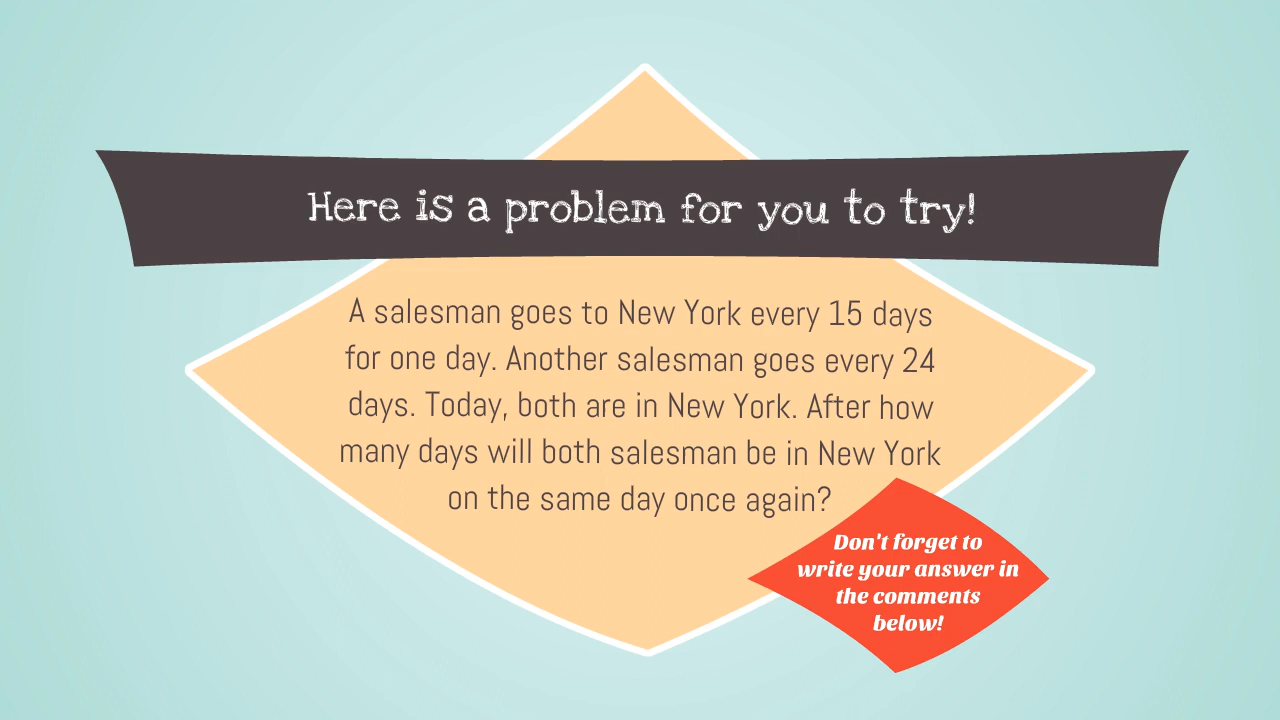 Here is a problem for you to try!
A salesman goes to New York every 15 days
for one day. Another salesman goes every 24
days. Today, both are in New York. After how
many days will both salesman be in New York
on the same day once again?
Don't forget to
write your answer in
the comments
below!